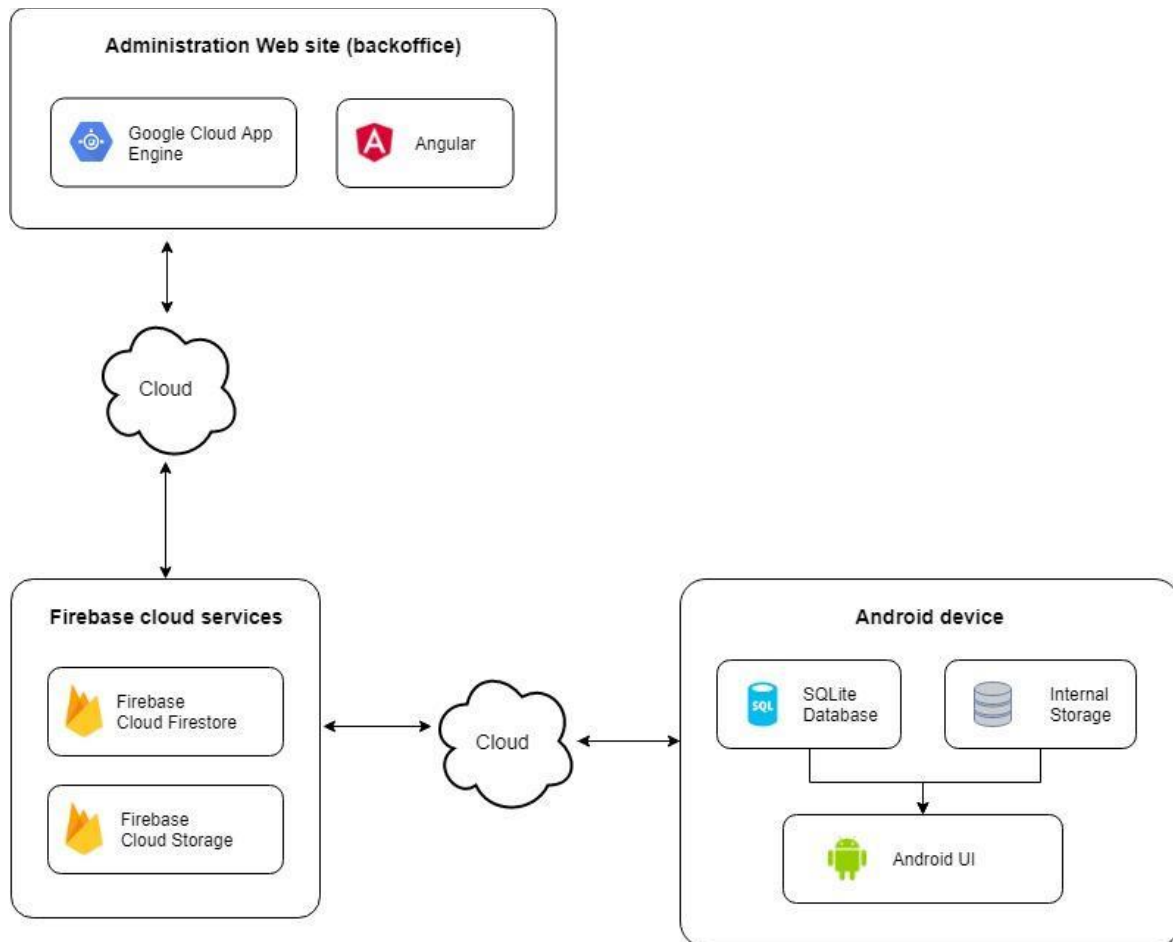 Administration Web site (backoffice)
Google Cloud App
Engine
Angular
Cloud
Firebase cloud services
Firebase
Cloud Firestore
Firebase
Cloud Storage
Cloud
Android device
SQL
SQLite
Database
Internal
Storage
Android UI